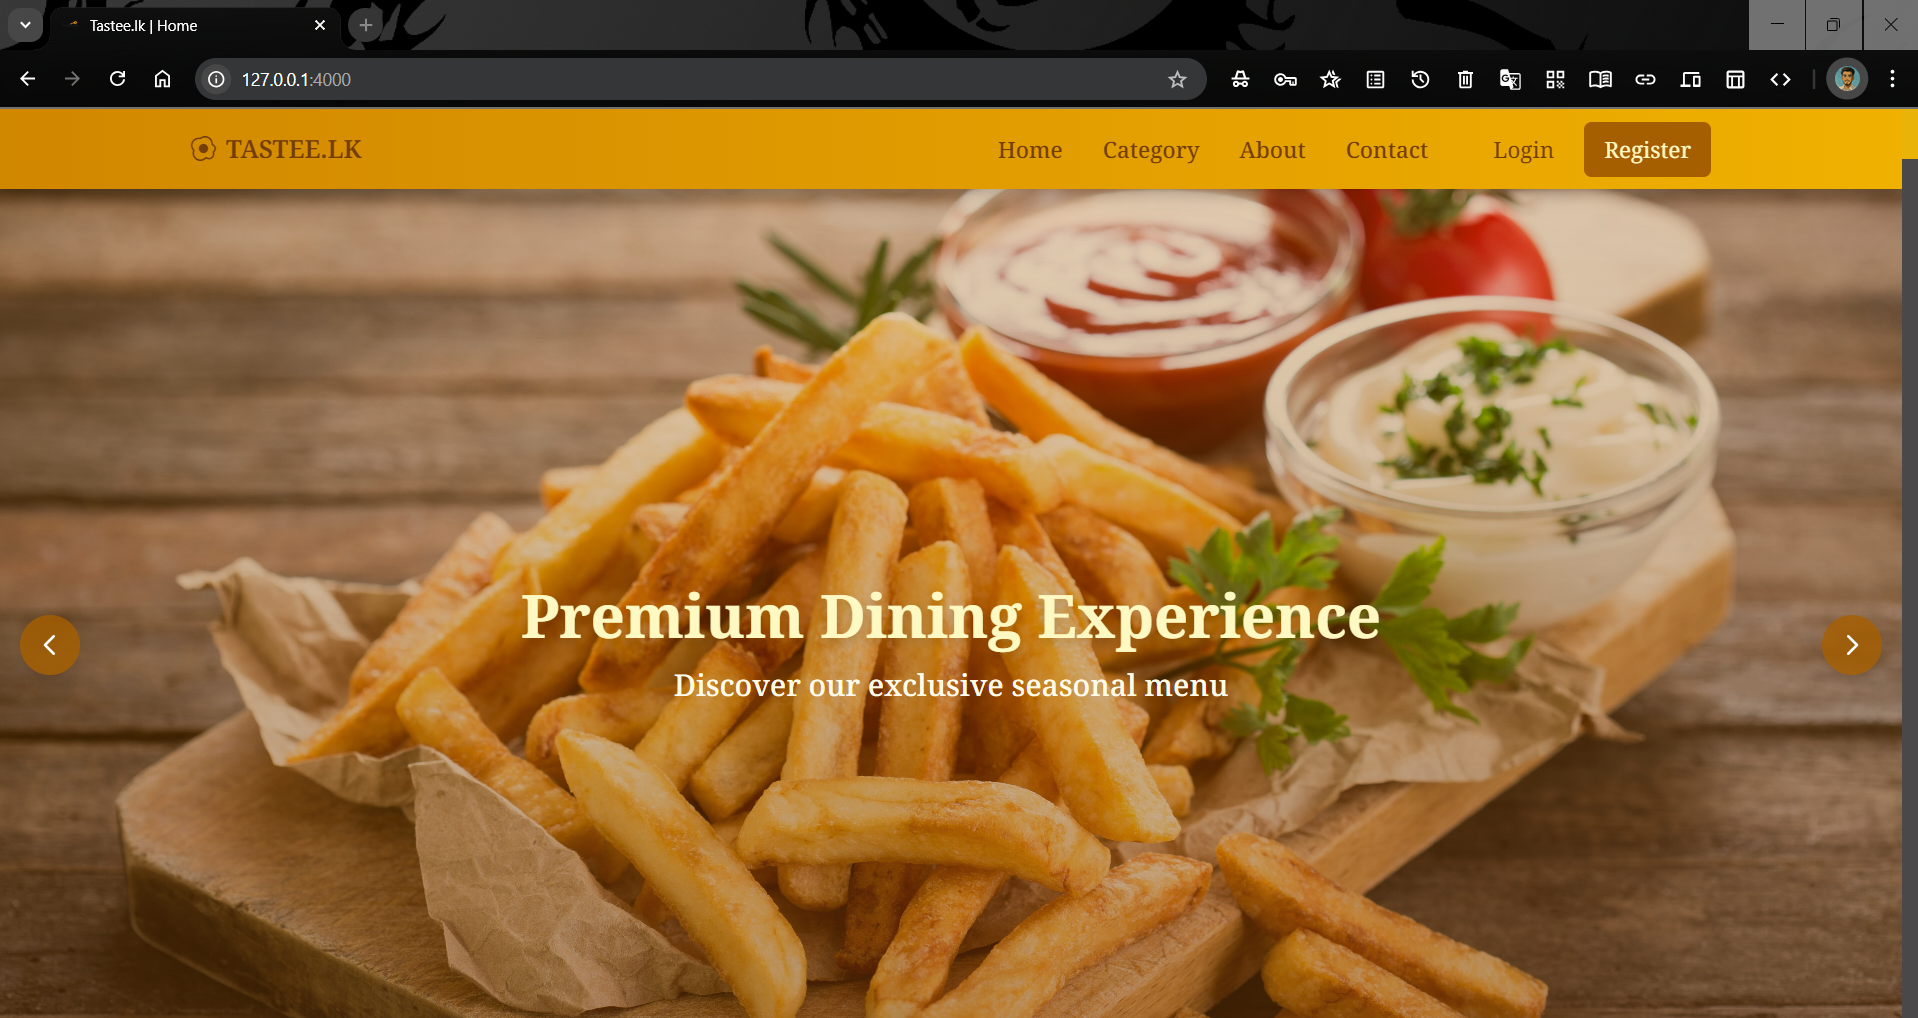 Tastee.lk | Home
127.0.0.1:4000
TASTEE.LK
Home
Category
About
Contact
Login
Register
Premium Dining Experience
Discover our exclusive seasonal menu